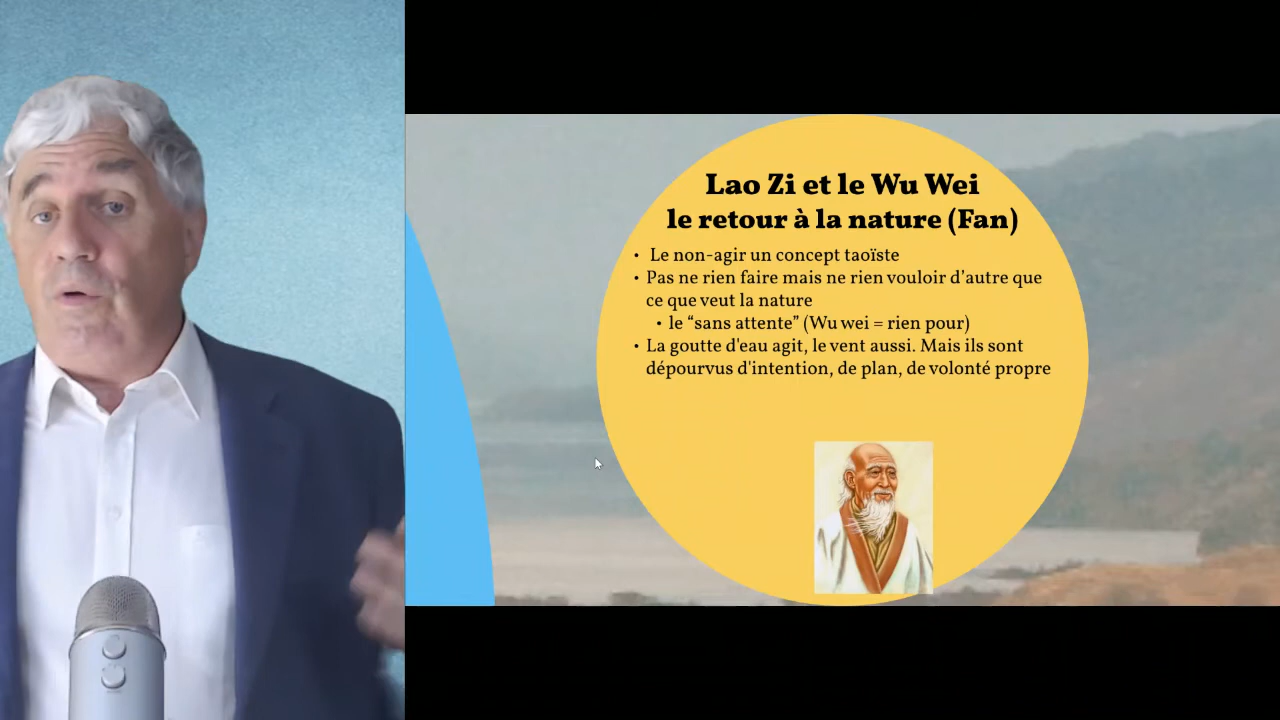 Lao Zi et le Wu Wei
le retour à la nature (Fan)
• Le non-agir un concept taoïste
• Pas ne rien faire mais ne rien vouloir d’autre que
ce que veut la nature
• le “sans attente” (Wu wei = rien pour)
• La goutte d'eau agit, le vent aussi. Mais ils sont
dépourvus d'intention, de plan, de volonté propre